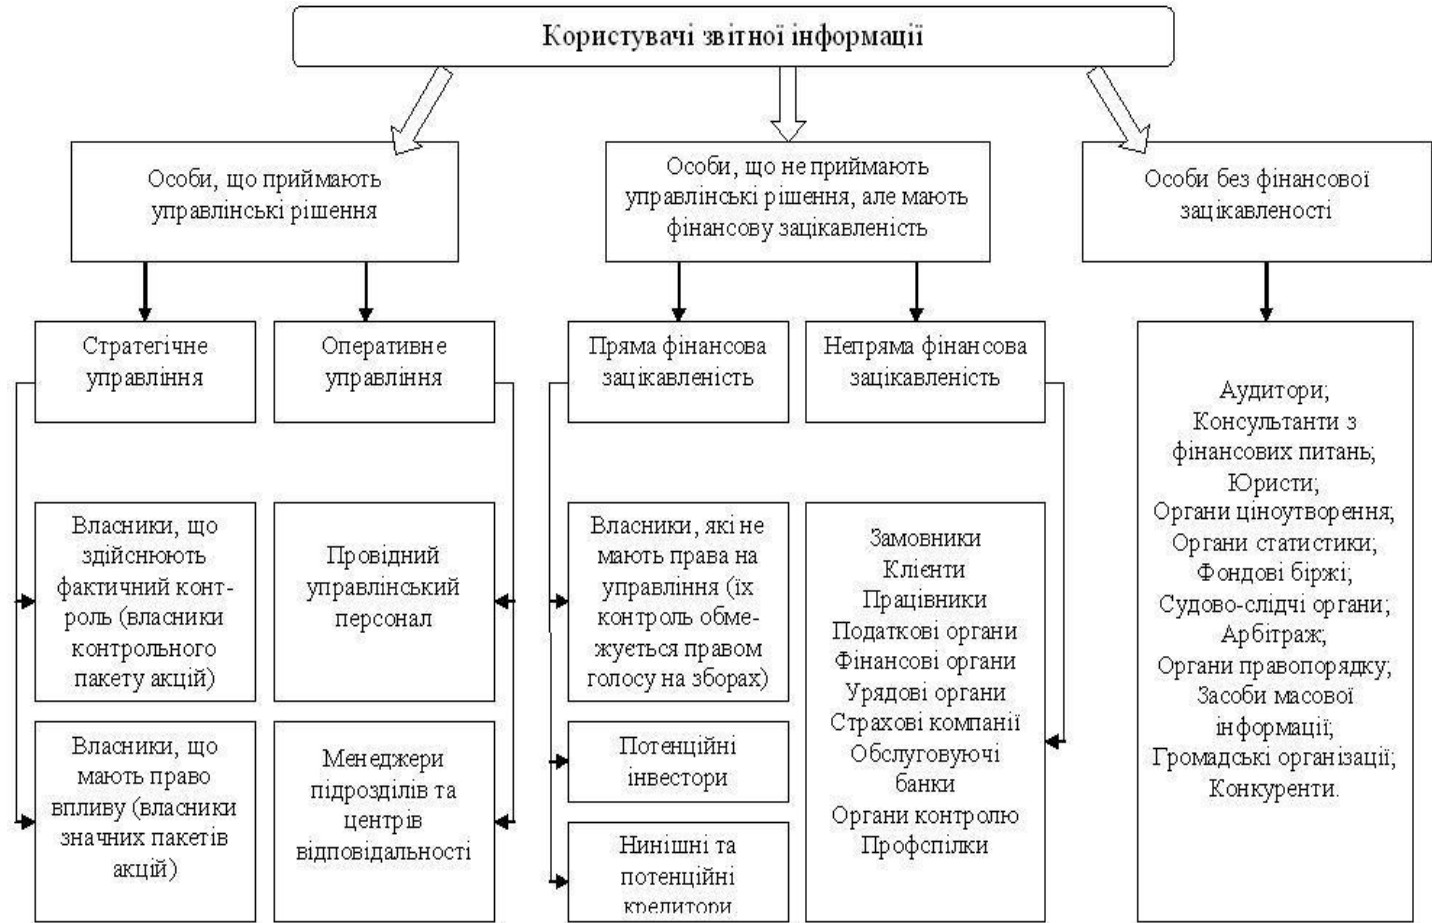 Користувачі звітної інформації
Особи, що приймають
управлінські рішення
Особи, що не приймають
управлінські рішення, але мають
фінансову зацікавленість
Особи без фінансової
зацікавленості
Стратегічне
управління
Оперативне
управління
Пряма фінансова
зацікавленість
Непряма фінансова
зацікавленість
Власники, що
здійснюють
фактичний конт-
роль (власники
контрольного
пакету акцій)
Власники, що
мають право
впливу (власники
значних пакетів
акцій)
Провідний
управлінський
персонал
Менеджери
підрозділів та
центрів
відповідальності
Власники, які не
мають права на
управління (їх
контроль обме-
жується правом
голосу на зборах)
Потенційні
інвестори
Нинішні та
потенційні
кредитори
Замовники
Клієнти
Працівники
Податкові органи
Фінансові органи
Урядові органи
Страхові компанії
Обслуговуючі
банки
Органи контролю
Профспілки
Аудитори;
Консультанти з
фінансових питань;
Юристи;
Органи ціноутворення;
Органи статистики;
Фондові біржі;
Судово-слідчі органи;
Арбітраж;
Органи правопорядку;
Засоби масової
інформації;
Громадські організації;
Конкуренти.